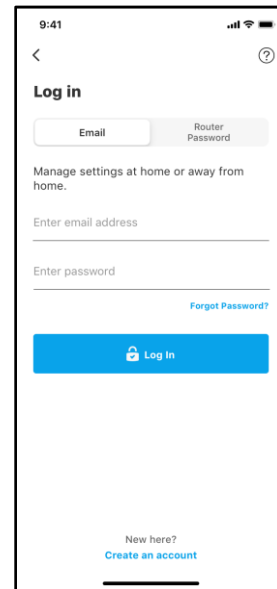 9:41
Log in
Email
Router
Password
Manage settings at home or away from
home.
Enter email address
Enter password
Forgot Password?
Log In
New here?
Create an account